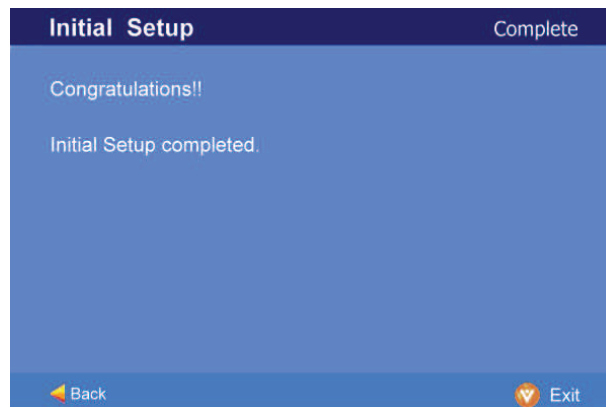 Initial Setup Complete
Congratulations!!
Initial Setup completed.
Back Exit